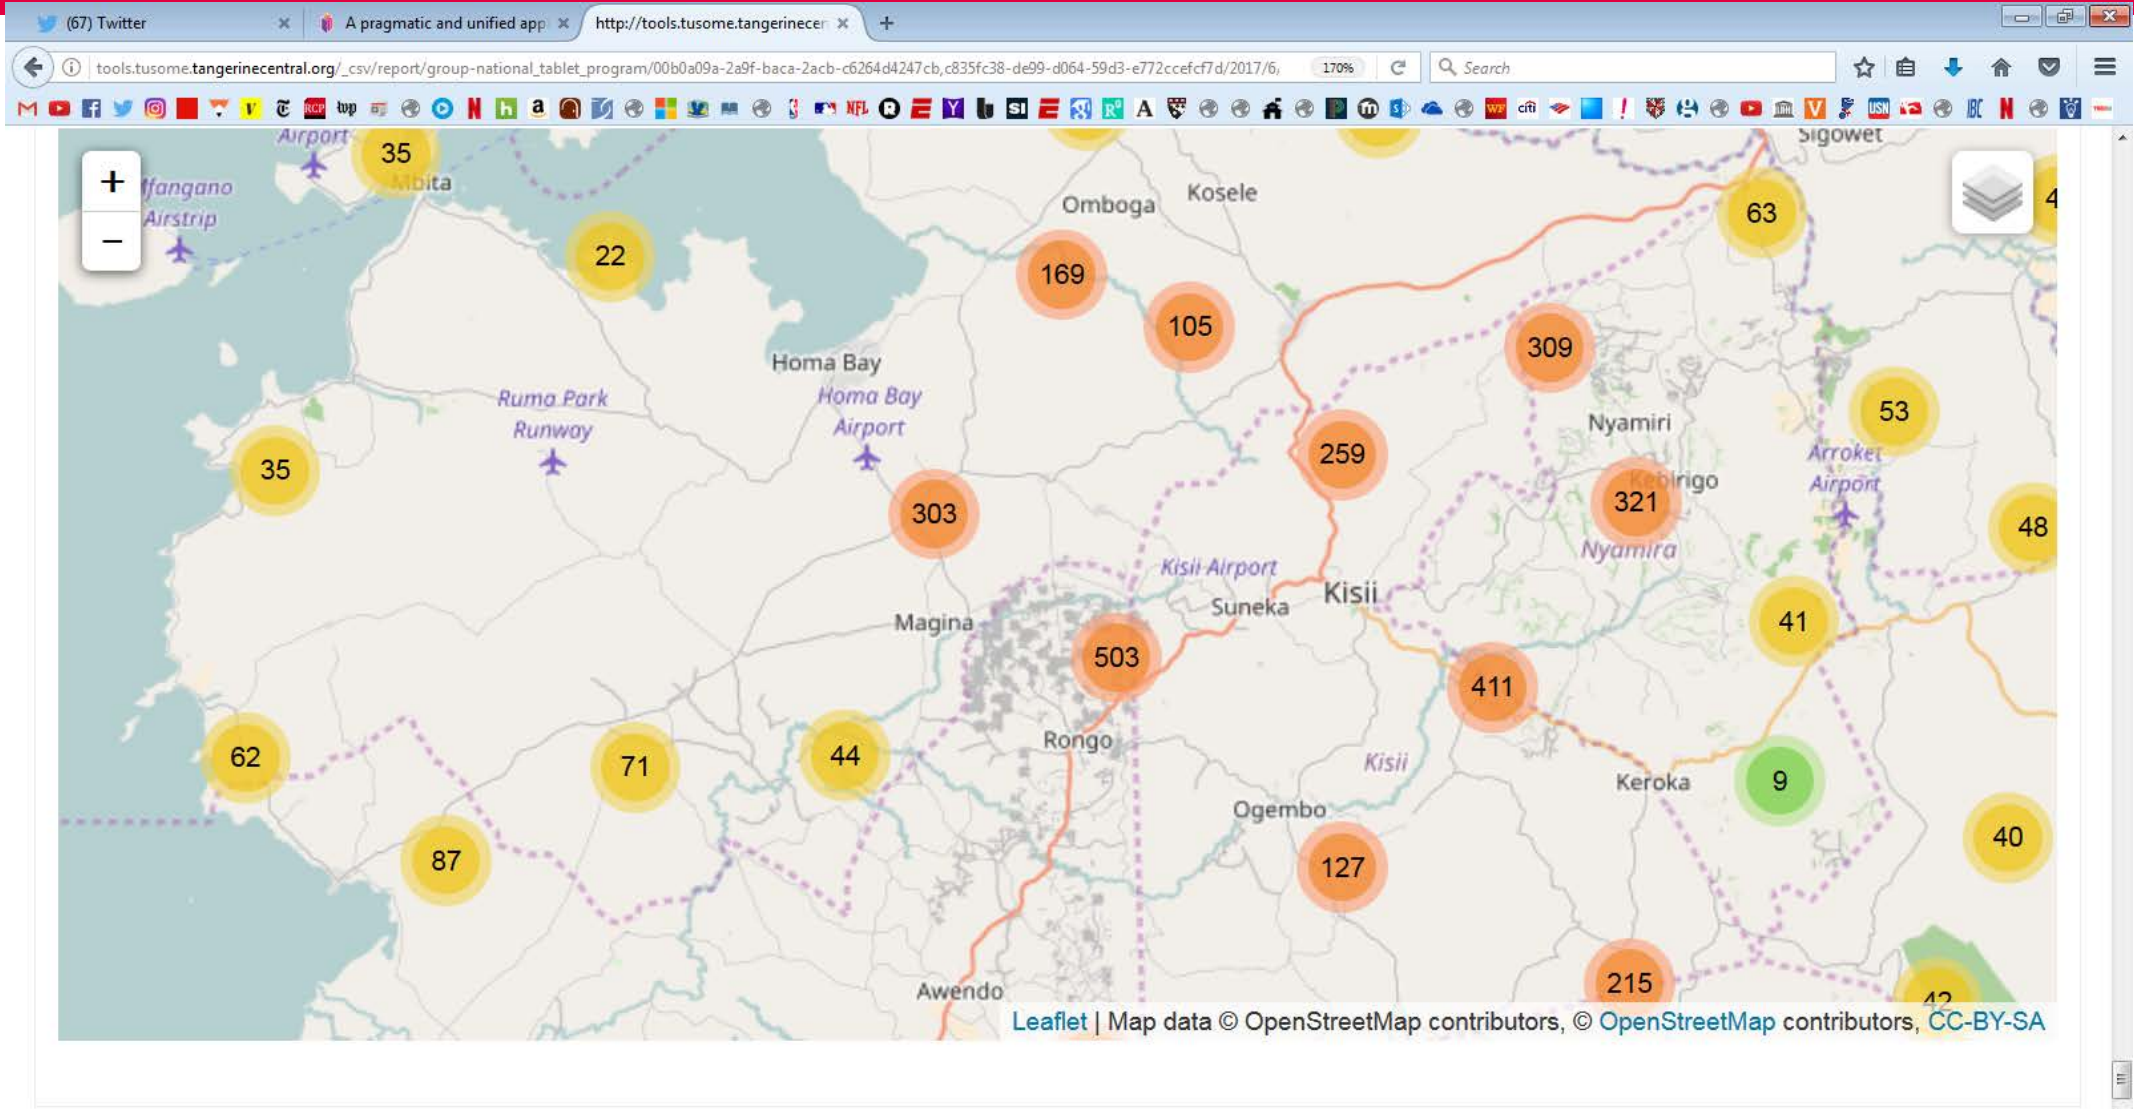 (67) Twitter
A pragmatic and unified app
http://tools.tusome.tangerinecen
tools.tusome.tangerinecentral.org/_csv/report/group-national_tablet_program/00b0a09a-2a9f-baca-2acb-c6264d4247cb,c835fc38-de99-d064-59d3-e772ccefcf7d/2017/6,
170%
Search
Airport
35
Mbita
Sigowet
+
−
Mfangano
Airstrip
Omboga
Kosele
63
4
22
169
105
309
Homa Bay
Ruma Park
Runway
Homa Bay
Airport
Nyamiri
53
35
259
Arroket
Airport
303
321
Kebirigo
48
Nyamira
Kisii Airport
Kisii
Suneka
Magina
41
503
411
62
71
44
Rongo
Kisii
Keroka
9
Ogembo
87
127
40
Awendo
215
42
Leaflet | Map data © OpenStreetMap contributors, © OpenStreetMap contributors, CC-BY-SA